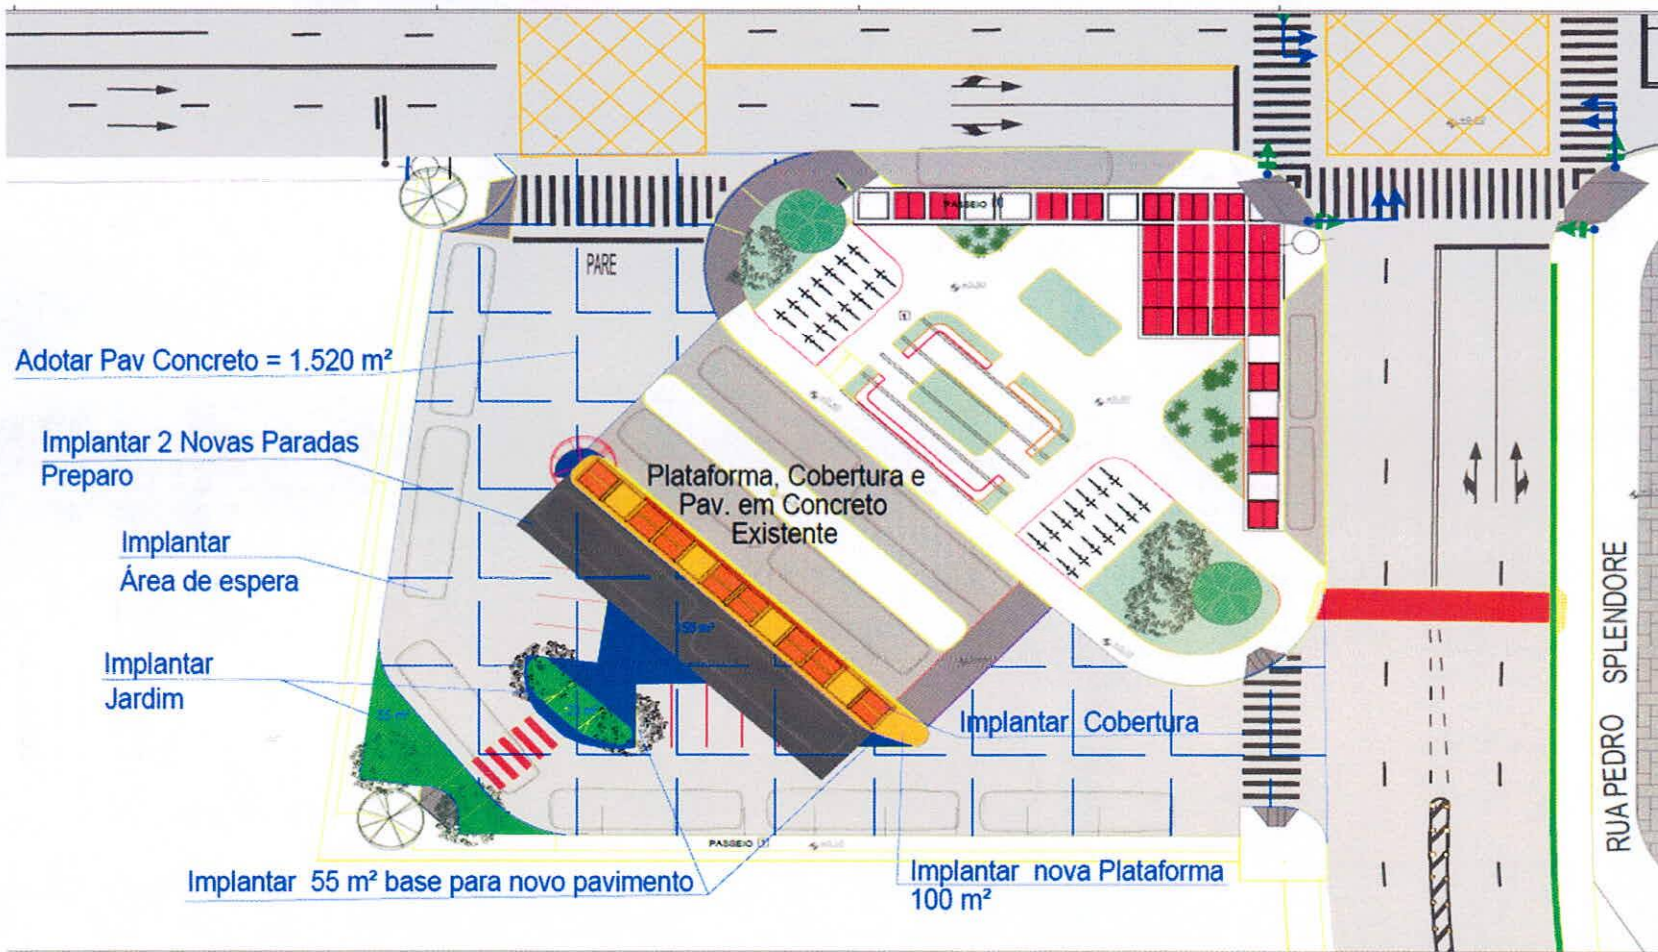 PASSEIO [1]
PARE
Adotar Pav Concreto = 1.520 m²
Implantar 2 Novas Paradas
Preparo
Plataforma, Cobertura e
Pav. em Concreto
Existente
Implantar
Área de espera
Implantar
Jardim
Implantar Cobertura
RUA PEDRO SPLENDORE
PASSEIO [1]
Implantar 55 m² base para novo pavimento
Implantar nova Plataforma
100 m²